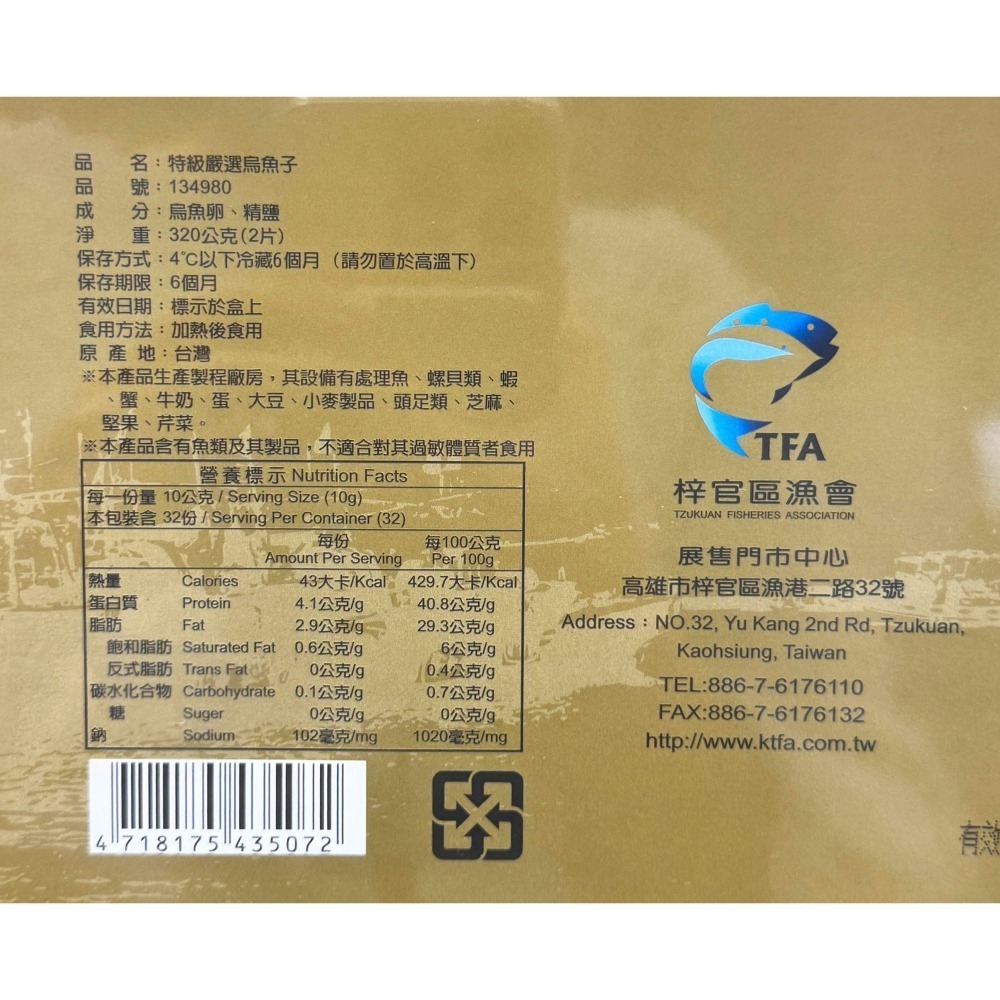 品 名：特級嚴選烏魚子
品 號：134980
成 分：烏魚卵、精鹽
淨 重：320公克(2片)
保存方式：4℃以下冷藏6個月（請勿置於高溫下）
保存期限：6個月
有效日期：標示於盒上
食用方法：加熱後食用
原 產 地：台灣
※本產品生產製程廠房，其設備有處理魚、螺貝類、蝦
、蟹、牛奶、蛋、大豆、小麥製品、頭足類、芝麻、
堅果、芹菜。
※本產品含有魚類及其製品，不適合對其過敏體質者食用
營養標示 Nutrition Facts
每一份量 10公克 / Serving Size (10g)
本包裝含 32份 / Serving Per Container (32)
每份 每100公克
Amount Per Serving Per 100g
熱量 Calories 43大卡/Kcal 429.7大卡/Kcal
蛋白質 Protein 4.1公克/g 40.8公克/g
脂肪 Fat 2.9公克/g 29.3公克/g
飽和脂肪 Saturated Fat 0.6公克/g 6公克/g
反式脂肪 Trans Fat 0公克/g 0.4公克/g
碳水化合物 Carbohydrate 0.1公克/g 0.7公克/g
糖 Suger 0公克/g 0公克/g
鈉 Sodium 102毫克/mg 1020毫克/mg
4 718175 435072
TFA
梓官區漁會
TZUKUAN FISHERIES ASSOCIATION
展售門市中心
高雄市梓官區漁港二路32號
Address：NO.32, Yu Kang 2nd Rd, Tzukuan,
Kaohsiung, Taiwan
TEL:886-7-6176110
FAX:886-7-6176132
http://www.ktfa.com.tw
有效